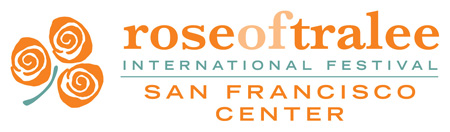 roseoftralee
INTERNATIONAL FESTIVAL
SAN FRANCISCO
CENTER